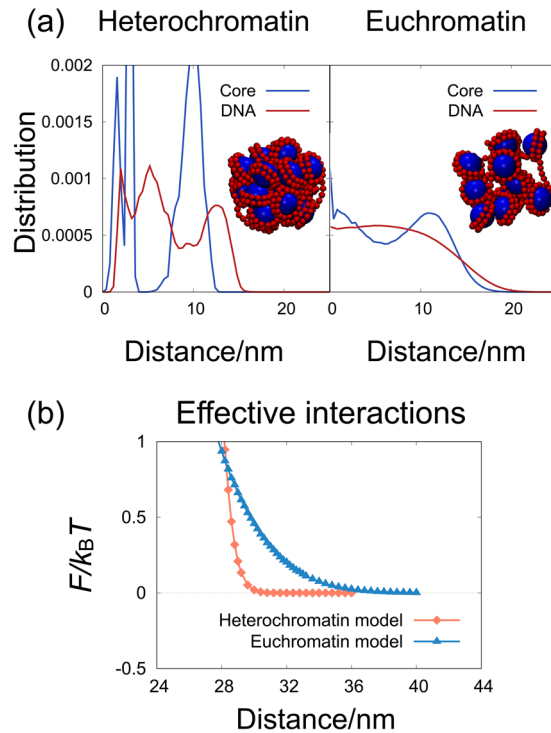 (a) Heterochromatin Euchromatin
0.002
0.0015
0.001
0.0005
0
Distribution
Core
DNA
Core
DNA
0 10 20
0 10 20
Distance/nm Distance/nm
(b) Effective interactions
1
0.5
0
-0.5
F/kBT
Heterochromatin model
Euchromatin model
24 28 32 36 40 44
Distance/nm